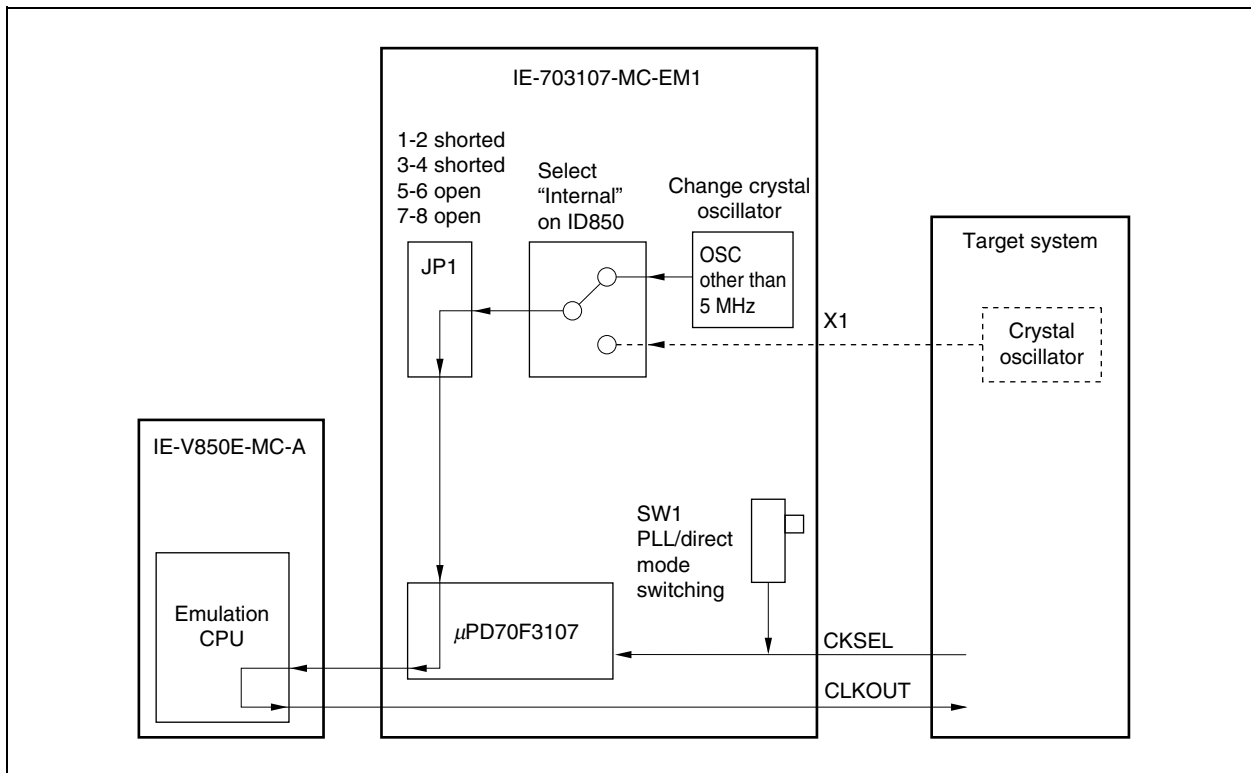 IE-703107-MC-EM1
1-2 shorted
3-4 shorted
5-6 open
7-8 open
Select
“Internal”
on ID850
Change crystal
oscillator
JP1
OSC
other than
5 MHz
X1
Target system
Crystal
oscillator
IE-V850E-MC-A
SW1
PLL/direct
mode
switching
Emulation
CPU
μPD70F3107
CKSEL
CLKOUT